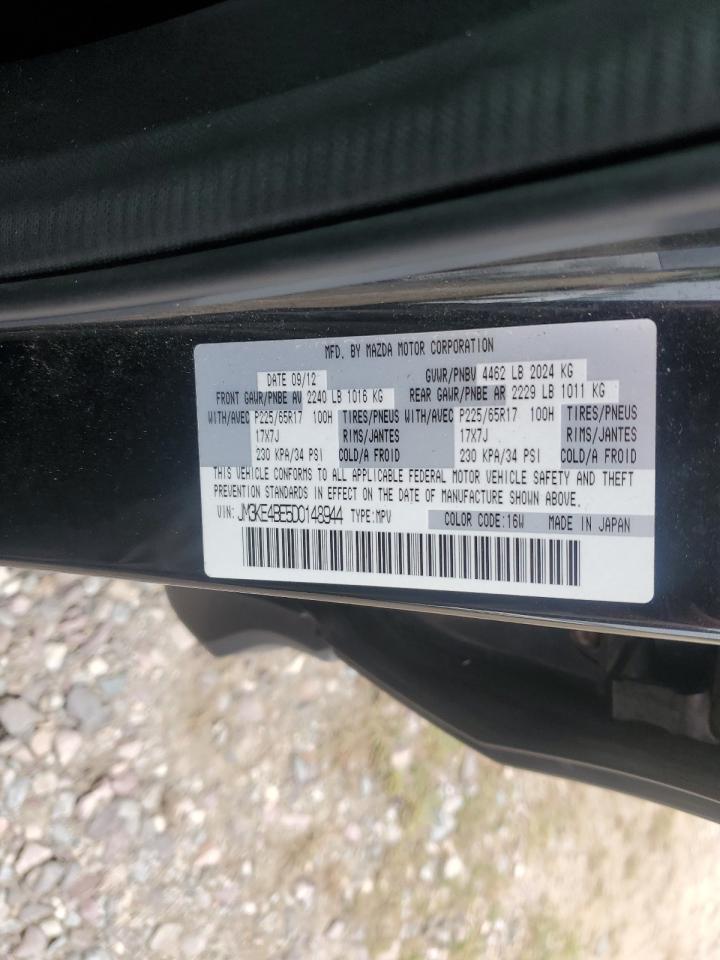 MFD. BY MAZDA MOTOR CORPORATION
DATE 09/12 GVWR/PNBV 4462 LB 2024 KG
FRONT GAWR/PNBE AV 2240 LB 1016 KG REAR GAWR/PNBE AR 2229 LB 1011 KG
WITH/AVEC P225/65R17 100H TIRES/PNEUS WITH/AVEC P225/65R17 100H TIRES/PNEUS
17X7J RIMS/JANTES 17X7J RIMS/JANTES
230 KPA/34 PSI COLD/A FROID 230 KPA/34 PSI COLD/A FROID
THIS VEHICLE CONFORMS TO ALL APPLICABLE FEDERAL MOTOR VEHICLE SAFETY AND THEFT
PREVENTION STANDARDS IN EFFECT ON THE DATE OF MANUFACTURE SHOWN ABOVE.
VIN: JM3KE4BE5D0148944 TYPE:MPV COLOR CODE:16W MADE IN JAPAN